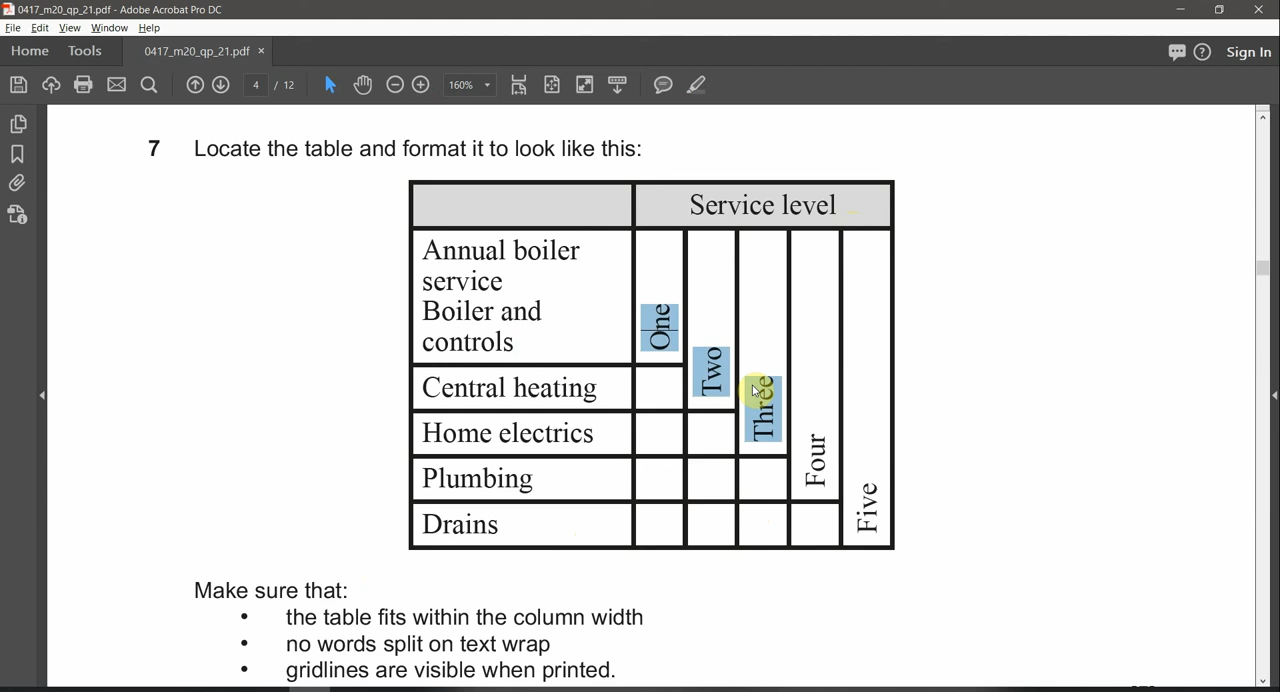 0417_m20_qp_21.pdf - Adobe Acrobat Pro DC
File Edit View Window Help
Home Tools 0417_m20_qp_21.pdf × Sign In
4 / 12 160%
7 Locate the table and format it to look like this:
Service level
Annual boiler
service
Boiler and
controls
One
Two
Central heating
Three
Home electrics
Four
Plumbing
Five
Drains
Make sure that:
• the table fits within the column width
• no words split on text wrap
• gridlines are visible when printed.